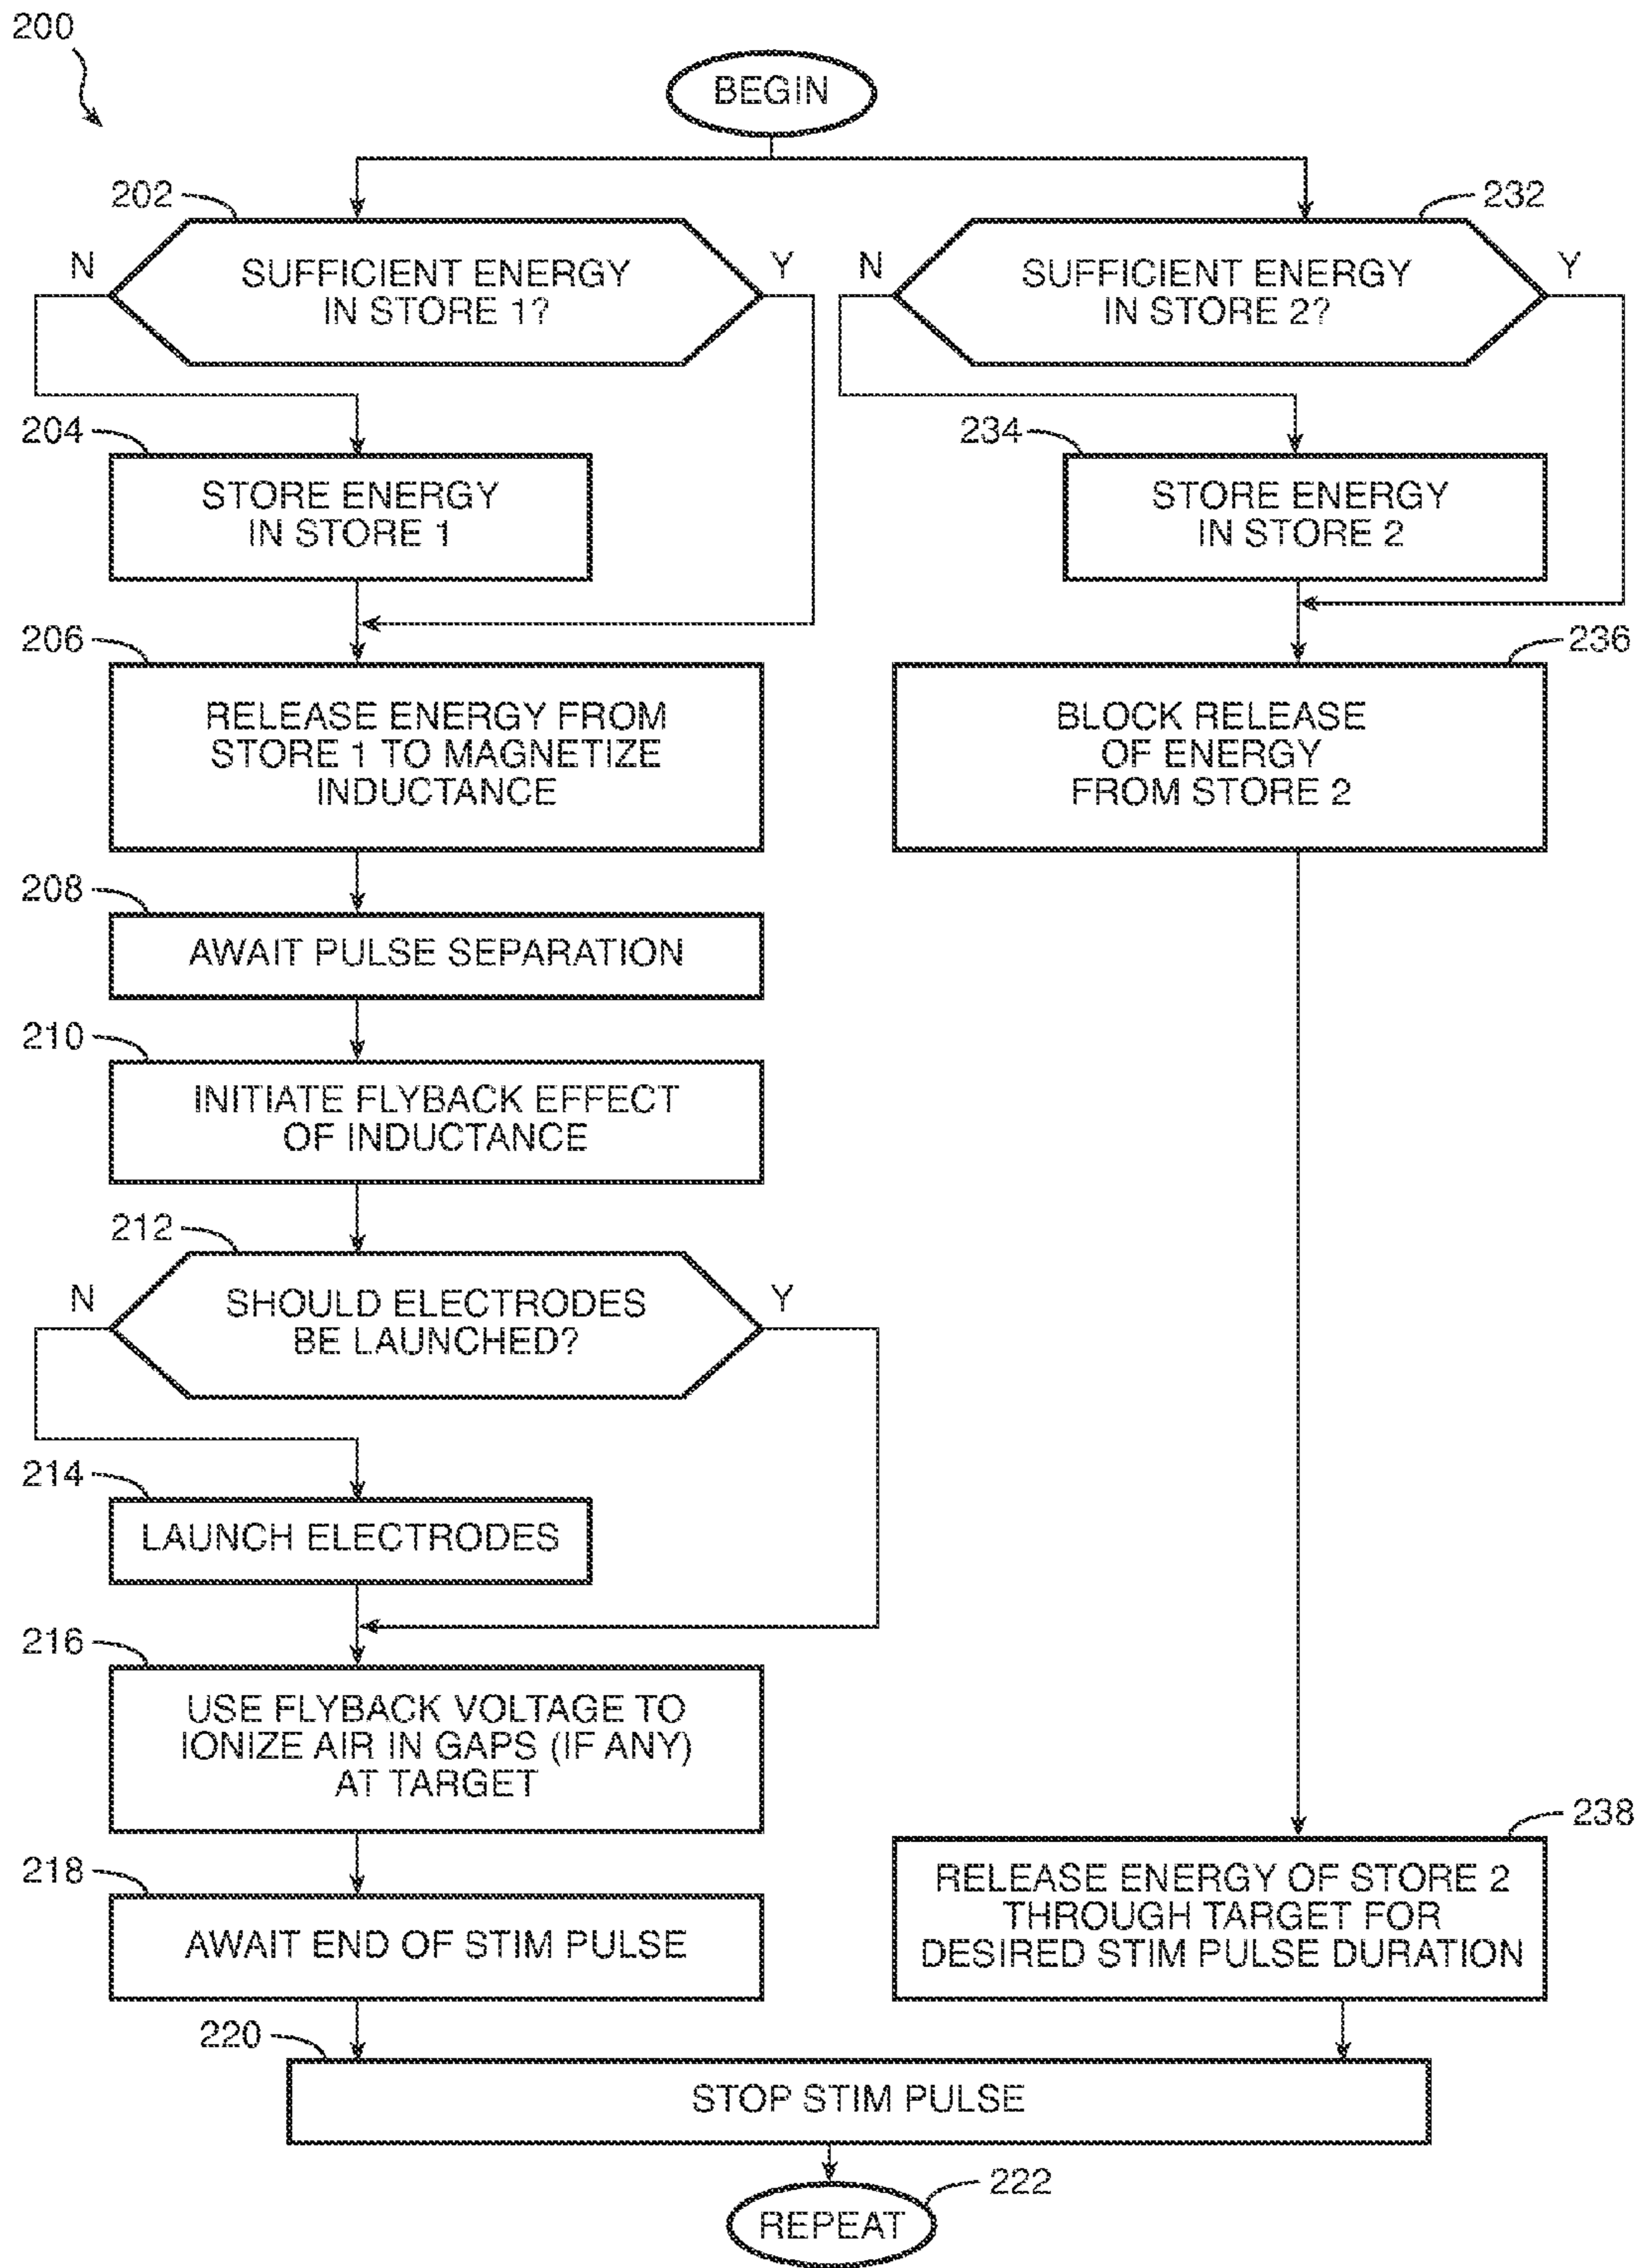 200
BEGIN
202
232
N
SUFFICIENT ENERGY
IN STORE 1?
Y
N
SUFFICIENT ENERGY
IN STORE 2?
Y
204
STORE ENERGY
IN STORE 1
234
STORE ENERGY
IN STORE 2
206
RELEASE ENERGY FROM
STORE 1 TO MAGNETIZE
INDUCTANCE
236
BLOCK RELEASE
OF ENERGY
FROM STORE 2
208
AWAIT PULSE SEPARATION
210
INITIATE FLYBACK EFFECT
OF INDUCTANCE
212
N
SHOULD ELECTRODES
BE LAUNCHED?
Y
214
LAUNCH ELECTRODES
216
USE FLYBACK VOLTAGE TO
IONIZE AIR IN GAPS (IF ANY)
AT TARGET
238
RELEASE ENERGY OF STORE 2
THROUGH TARGET FOR
DESIRED STIM PULSE DURATION
218
AWAIT END OF STIM PULSE
220
STOP STIM PULSE
222
REPEAT